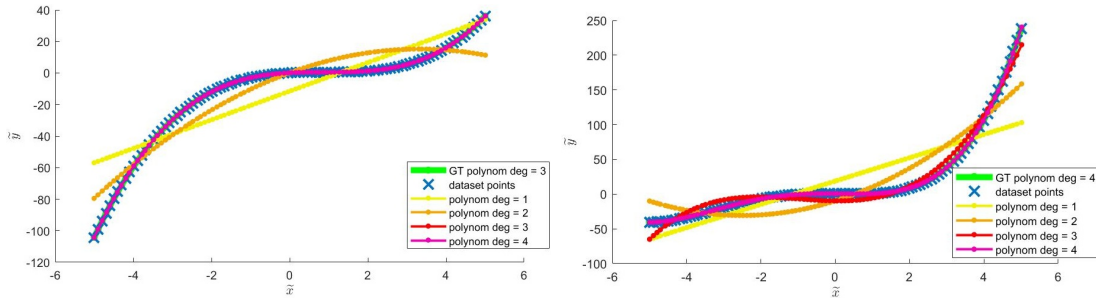 40
20
0
-20
-40
-60
-80
-100
-120
-6
-4
-2
0
2
4
6
ỹ
x̃
GT polynom deg = 3
dataset points
polynom deg = 1
polynom deg = 2
polynom deg = 3
polynom deg = 4
250
200
150
100
50
0
-50
-100
-6
-4
-2
0
2
4
6
ỹ
x̃
GT polynom deg = 4
dataset points
polynom deg = 1
polynom deg = 2
polynom deg = 3
polynom deg = 4